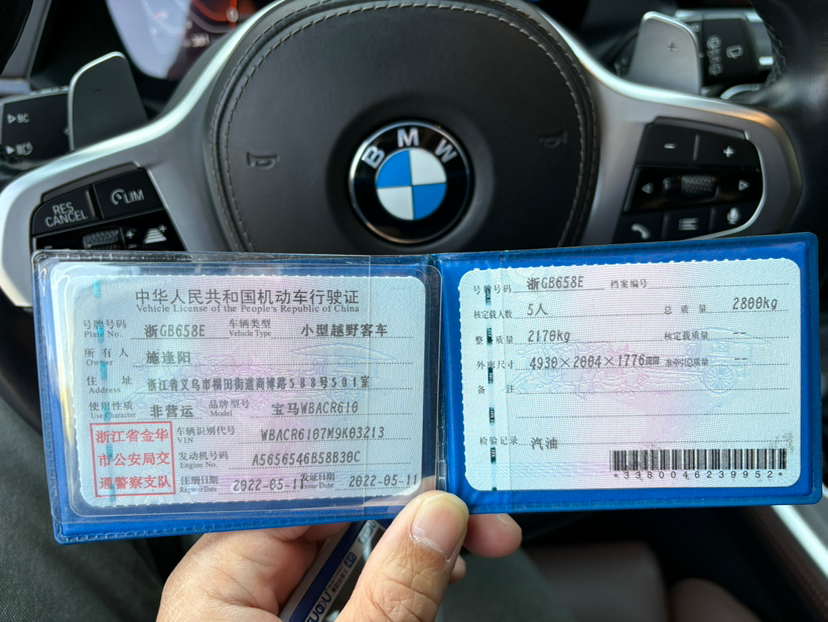 BMW
RES
CANCEL
LIM
中华人民共和国机动车行驶证
Vehicle License of the People's Republic of China
号牌号码 Plate No. 浙GB658E 车辆类型 Vehicle Type 小型越野客车
所有人 Owner 施逢阳
住址 Address 浙江省义乌市福田街道商博路588号501室
使用性质 Use Character 非营运 品牌型号 Model 宝马WBACR610
车辆识别代号 VIN WBACR6107M9K03213
发动机号码 Engine No. A5656546B58B30C
注册日期 Register Date 2022-05-11 发证日期 Issue Date 2022-05-11
浙江省金华
市公安局交
通警察支队
号牌号码 浙GB658E 档案编号
核定载人数 5人 总质量 2800kg
整备质量 2170kg 核定载质量 --
外廓尺寸 4930×2004×1776mm 准牵引总质量 --
备注
检验记录 汽油
*3380046239952*